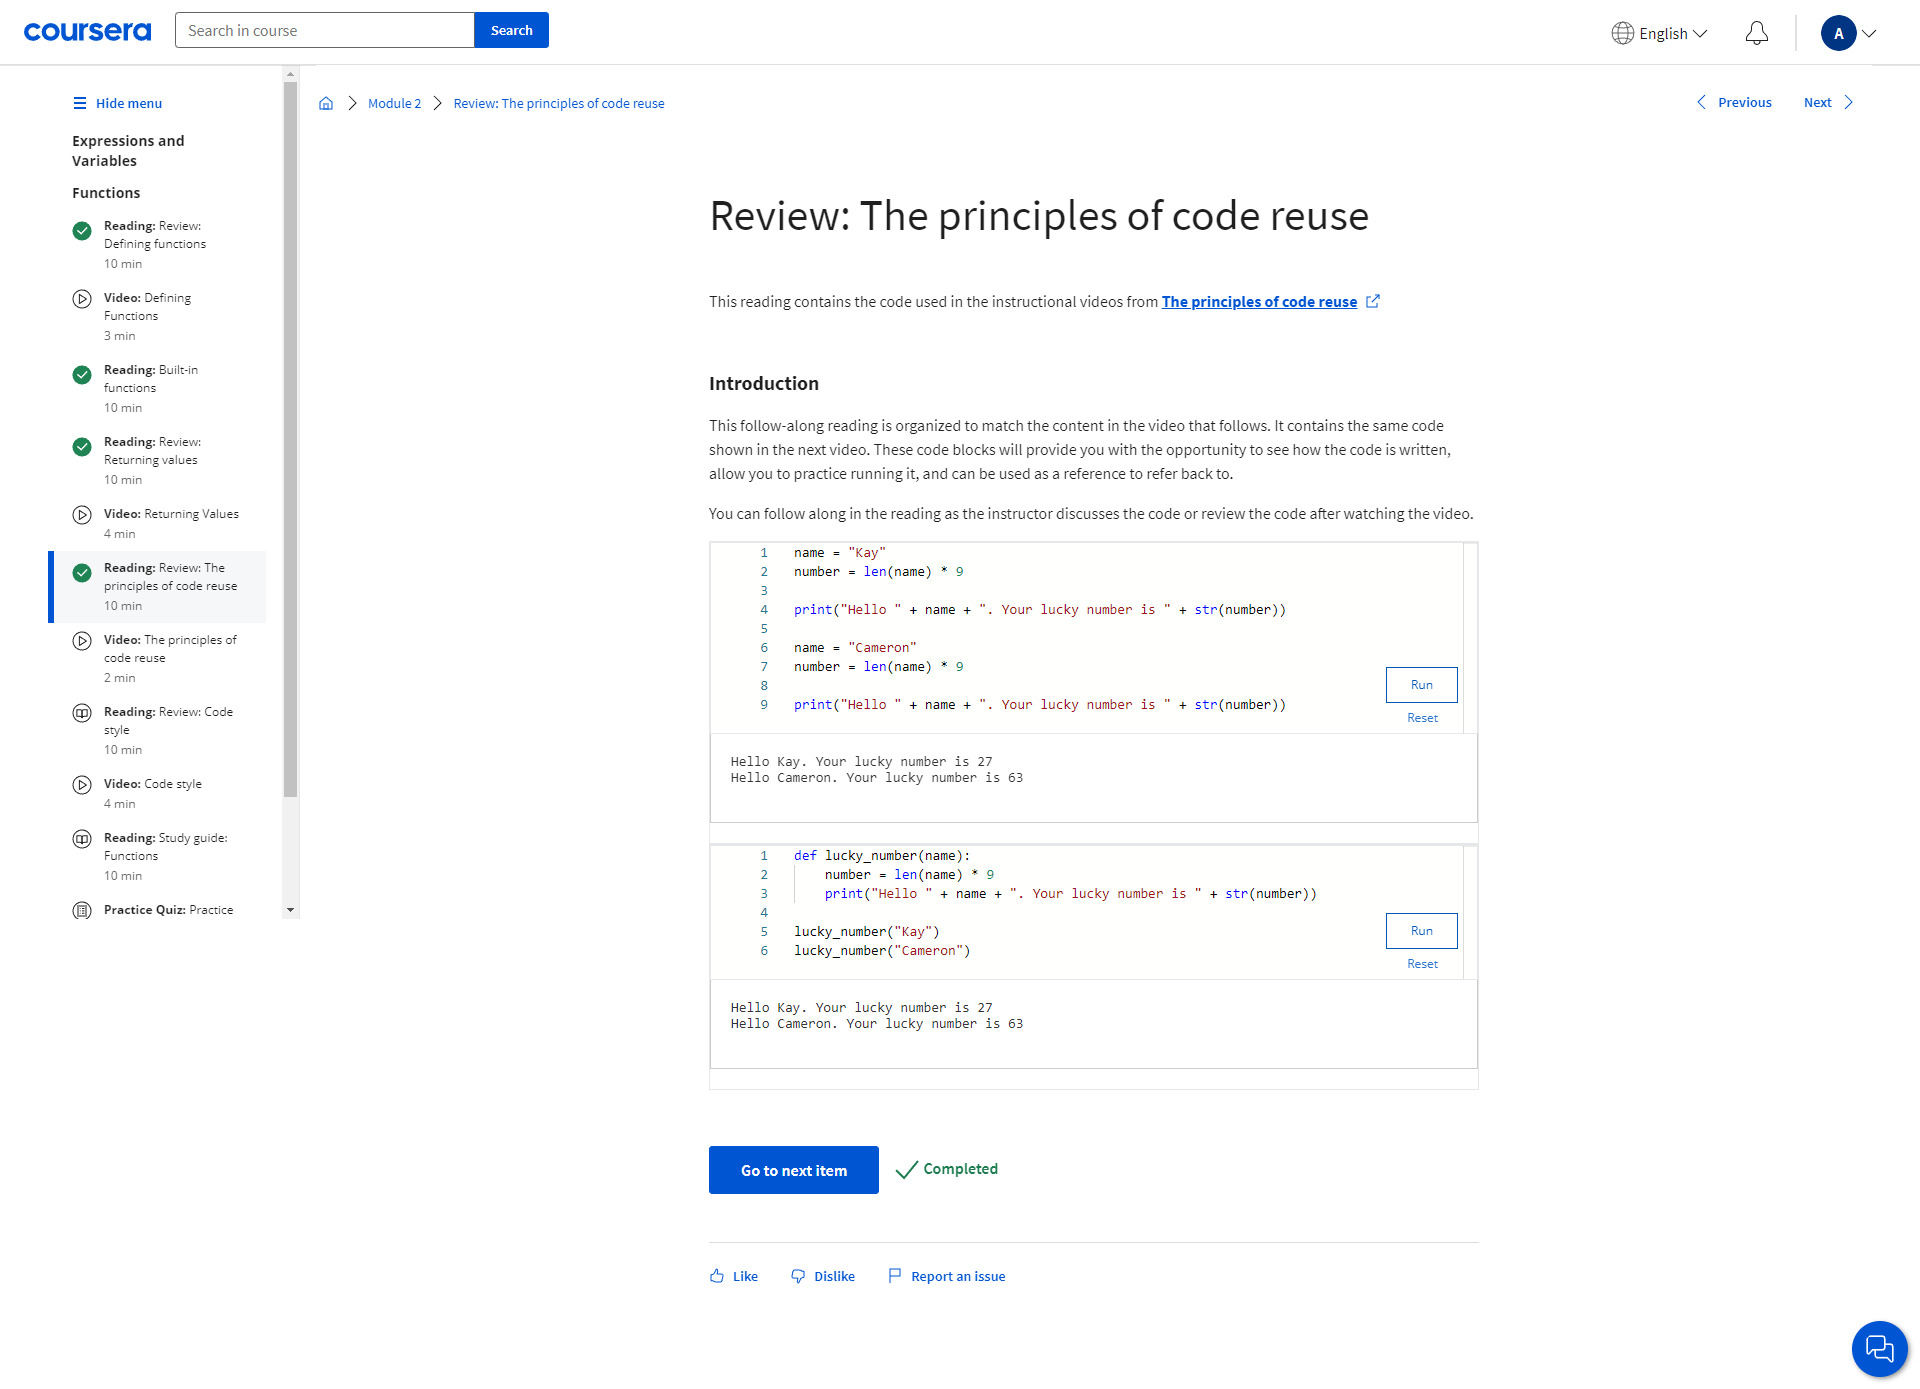 coursera
Search in course
Search
English
A
Hide menu
Expressions and
Variables
Functions
Reading: Review:
Defining functions
10 min
Video: Defining
Functions
3 min
Reading: Built-in
functions
10 min
Reading: Review:
Returning values
10 min
Video: Returning Values
4 min
Reading: Review: The
principles of code reuse
10 min
Video: The principles of
code reuse
2 min
Reading: Review: Code
style
10 min
Video: Code style
4 min
Reading: Study guide:
Functions
10 min
Practice Quiz: Practice
Module 2
Review: The principles of code reuse
Previous
Next
Review: The principles of code reuse
This reading contains the code used in the instructional videos from The principles of code reuse
Introduction
This follow-along reading is organized to match the content in the video that follows. It contains the same code
shown in the next video. These code blocks will provide you with the opportunity to see how the code is written,
allow you to practice running it, and can be used as a reference to refer back to.
You can follow along in the reading as the instructor discusses the code or review the code after watching the video.
1 name = "Kay"
2 number = len(name) * 9
3
4 print("Hello " + name + ". Your lucky number is " + str(number))
5
6 name = "Cameron"
7 number = len(name) * 9
8
9 print("Hello " + name + ". Your lucky number is " + str(number))
Run
Reset
Hello Kay. Your lucky number is 27
Hello Cameron. Your lucky number is 63
1 def lucky_number(name):
2     number = len(name) * 9
3     print("Hello " + name + ". Your lucky number is " + str(number))
4
5 lucky_number("Kay")
6 lucky_number("Cameron")
Run
Reset
Hello Kay. Your lucky number is 27
Hello Cameron. Your lucky number is 63
Go to next item
Completed
Like
Dislike
Report an issue